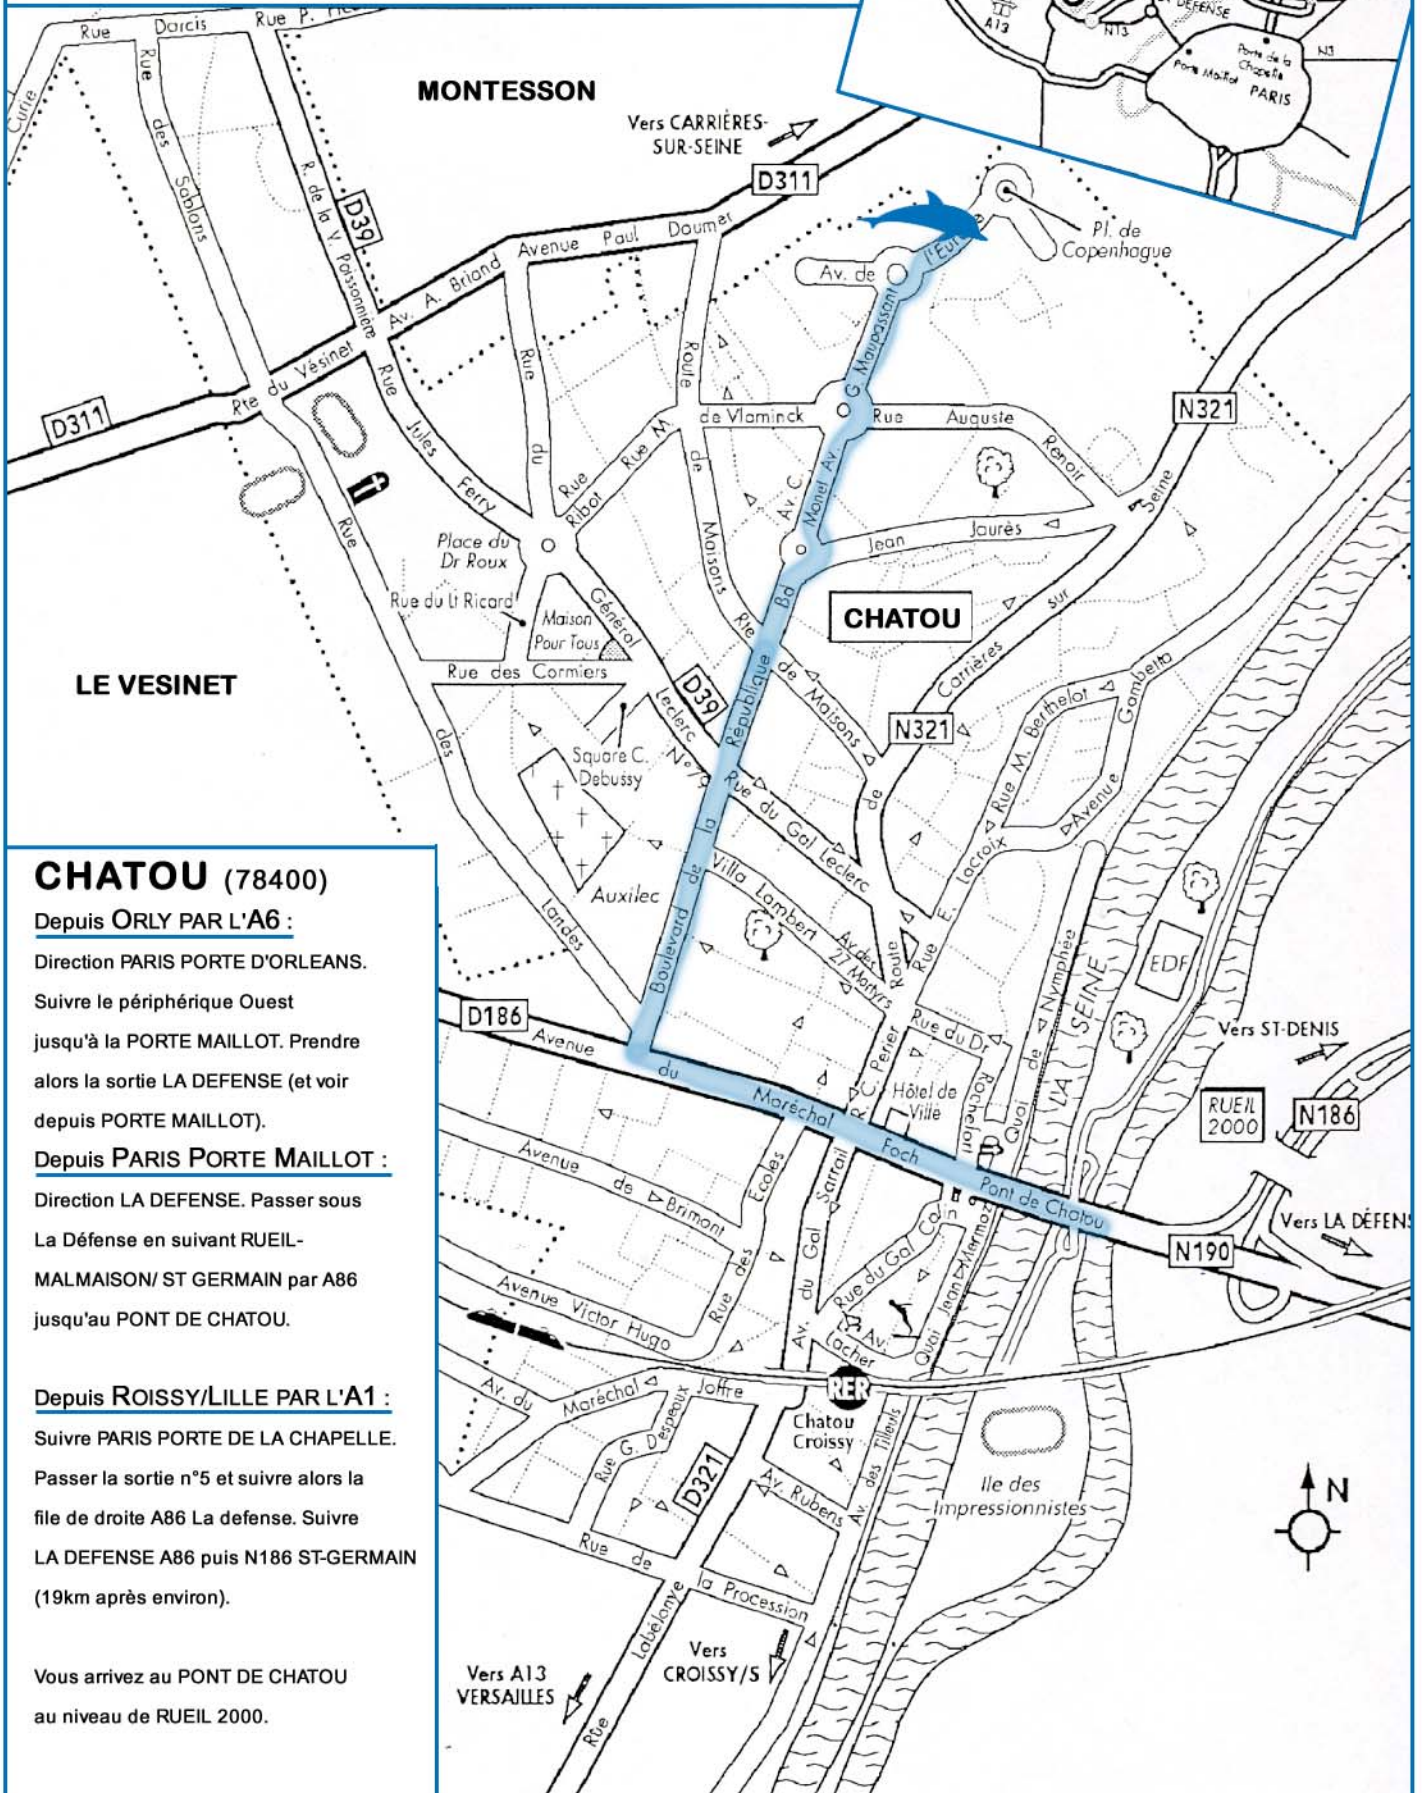 Rue Darcis
Rue P.
Curie
Rue des Sablons
R. de la V. Poissonnière
D39
MONTESSON
Vers CARRIÈRES-
SUR-SEINE
D311
A13
N13
LA DEFENSE
Porte de la
Chapelle
N3
Porte Maillot
PARIS
Avenue Paul Doumer
Av. A. Briand
Rte du Vésinet
D311
Pl. de
Copenhague
Av. de l'Eur
G. Maupassant
N321
Rue Jules Ferry
Rue du
Rue Ribot
Rue M. de Vlaminck
Route de Maisons
Rue Auguste Renoir
Av. C. Monet Av.
Jean Jaurès
Place du
Dr Roux
Rue du Lt Ricard
Maison
Pour Tous
Général Leclerc
N°79
D39
Rue des Cormiers
Square C.
Debussy
LE VESINET
Rue des Landes
CHATOU
Bd
Rte de Maisons
N321
Route de Carrières sur Seine
Rue M. Berthelot
Avenue Gambetta
Rue E. Lacroix
Rue du Gal Leclerc
Villa Lambert
Av. des
27 Martyrs
Auxilec
Boulevard de la République
D186
Avenue du Maréchal Foch
Pont de Chatou
R. C. Perier
Rue du Dr Rochefort
Hôtel de
Ville
Quai de Nymphée
LA SEINE
EDF
Vers ST-DENIS
RUEIL
2000
N186
Vers LA DÉFEN
N190
Avenue de Brimont
Rue des Ecoles
Av. du Gal Sarrail
Rue du Gal Colin
Quai Jean Mermoz
Av.
Lacher
Avenue Victor Hugo
RER
Chatou
Croissy
Av. du Maréchal Joffre
Rue G. Despeaux
D321
Av. Rubens
Av. des Tilleuls
Ile des
Impressionnistes
N
Rue de la Procession
Rue Labélonye
Vers A13
VERSAILLES
Vers
CROISSY/S
CHATOU (78400)
Depuis ORLY PAR L'A6 :
Direction PARIS PORTE D'ORLEANS.
Suivre le périphérique Ouest
jusqu'à la PORTE MAILLOT. Prendre
alors la sortie LA DEFENSE (et voir
depuis PORTE MAILLOT).
Depuis PARIS PORTE MAILLOT :
Direction LA DEFENSE. Passer sous
La Défense en suivant RUEIL-
MALMAISON/ ST GERMAIN par A86
jusqu'au PONT DE CHATOU.
Depuis ROISSY/LILLE PAR L'A1 :
Suivre PARIS PORTE DE LA CHAPELLE.
Passer la sortie n°5 et suivre alors la
file de droite A86 La defense. Suivre
LA DEFENSE A86 puis N186 ST-GERMAIN
(19km après environ).
Vous arrivez au PONT DE CHATOU
au niveau de RUEIL 2000.